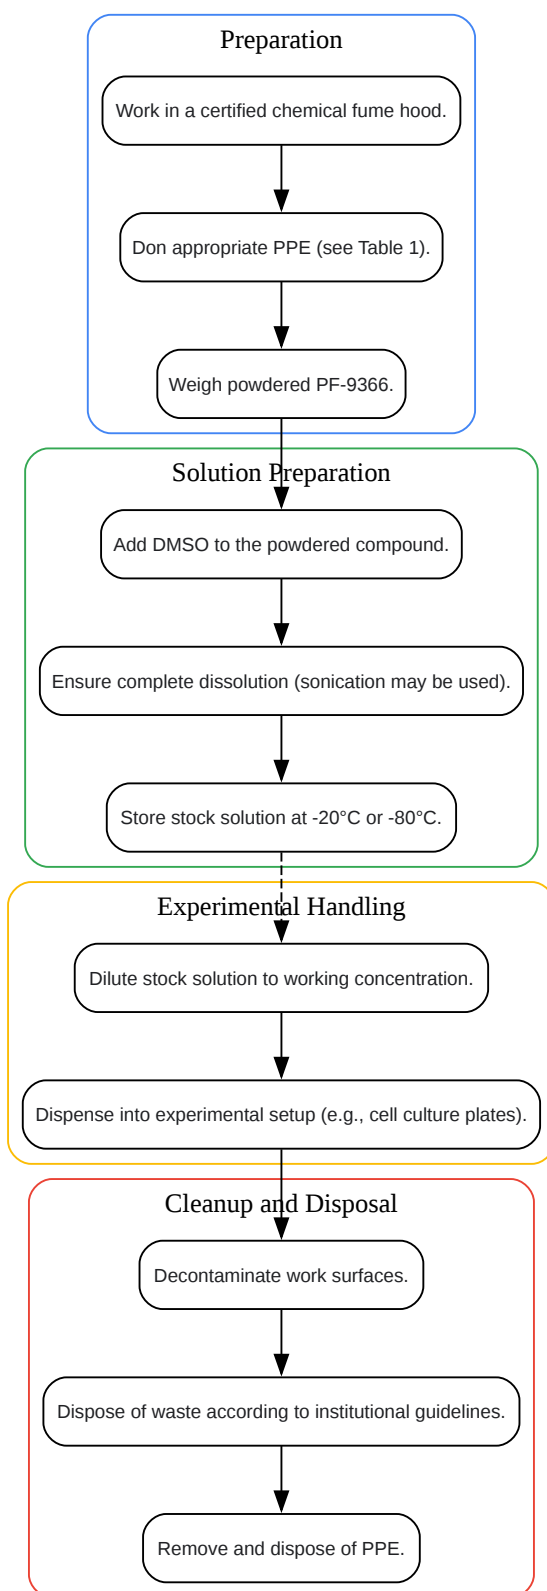 Preparation
Work in a certified chemical fume hood.
Don appropriate PPE (see Table 1).
Weigh powdered PF-9366.
Solution Preparation
Add DMSO to the powdered compound.
Ensure complete dissolution (sonication may be used).
Store stock solution at -20°C or -80°C.
Experimental Handling
Dilute stock solution to working concentration.
Dispense into experimental setup (e.g., cell culture plates).
Cleanup and Disposal
Decontaminate work surfaces.
Dispose of waste according to institutional guidelines.
Remove and dispose of PPE.